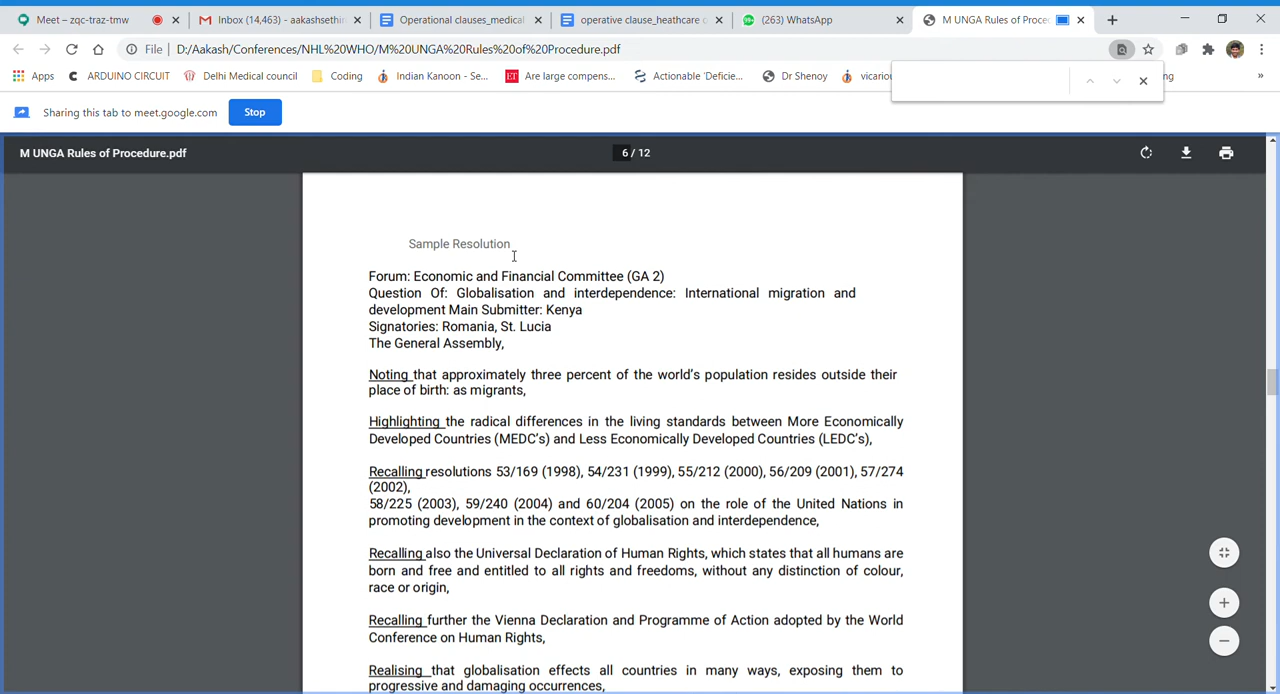 Meet – zqc-traz-tmw
Inbox (14,463) - aakashsethi
Operational clauses_medical
operative clause_heathcare c
(263) WhatsApp
M UNGA Rules of Proce
File | D:/Aakash/Conferences/NHL%20WHO/M%20UNGA%20Rules%20of%20Procedure.pdf
Apps
ARDUINO CIRCUIT
Delhi Medical council
Coding
Indian Kanoon - Se...
ET
Are large compens...
Actionable 'Deficie...
Dr Shenoy
vicariou
ng
»
Sharing this tab to meet.google.com
Stop
M UNGA Rules of Procedure.pdf
6 / 12
Sample Resolution
Forum: Economic and Financial Committee (GA 2)
Question Of: Globalisation and interdependence: International migration and
development Main Submitter: Kenya
Signatories: Romania, St. Lucia
The General Assembly,
Noting that approximately three percent of the world's population resides outside their
place of birth: as migrants,
Highlighting the radical differences in the living standards between More Economically
Developed Countries (MEDC's) and Less Economically Developed Countries (LEDC's),
Recalling resolutions 53/169 (1998), 54/231 (1999), 55/212 (2000), 56/209 (2001), 57/274
(2002),
58/225 (2003), 59/240 (2004) and 60/204 (2005) on the role of the United Nations in
promoting development in the context of globalisation and interdependence,
Recalling also the Universal Declaration of Human Rights, which states that all humans are
born and free and entitled to all rights and freedoms, without any distinction of colour,
race or origin,
Recalling further the Vienna Declaration and Programme of Action adopted by the World
Conference on Human Rights,
Realising that globalisation effects all countries in many ways, exposing them to
progressive and damaging occurrences,